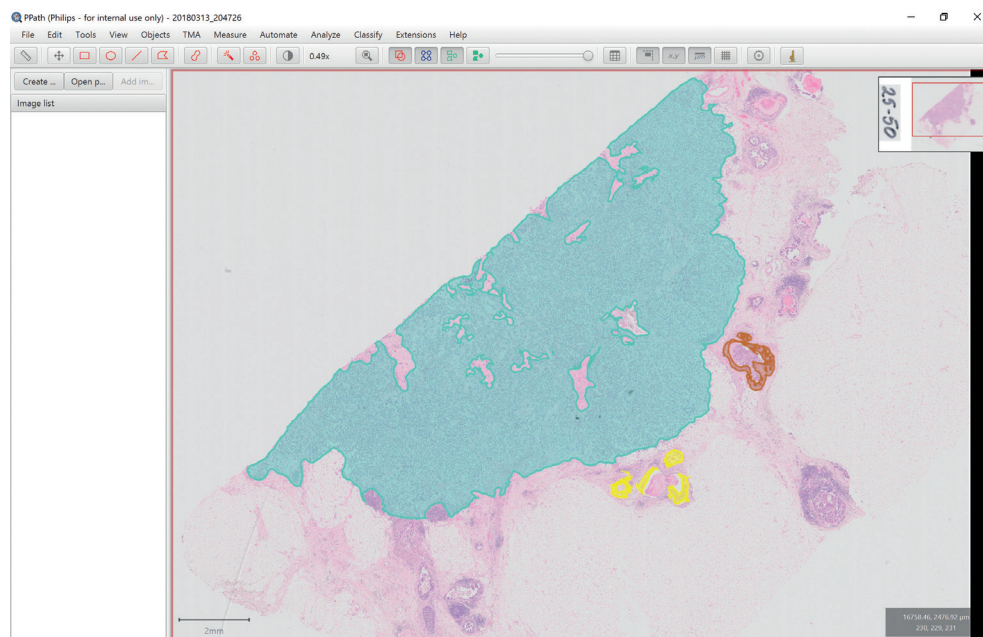 PPath (Philips - for internal use only) - 20180313_204726
File Edit Tools View Objects TMA Measure Automate Analyze Classify Extensions Help
0.49x
x,y
µm
Create ... Open p... Add im...
Image list
25-50
2mm
16758.46, 2476.92 µm
230, 229, 231